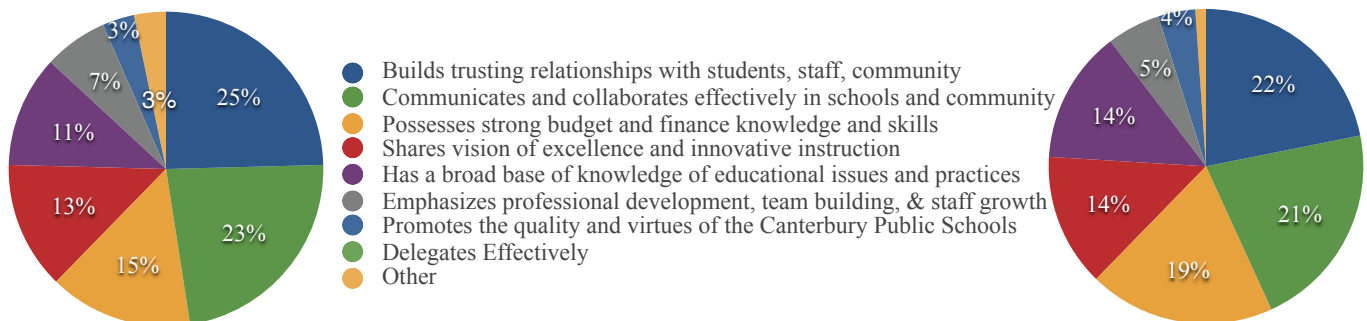 3%
7%
3%
25%
11%
13%
23%
15%
Builds trusting relationships with students, staff, community
Communicates and collaborates effectively in schools and community
Possesses strong budget and finance knowledge and skills
Shares vision of excellence and innovative instruction
Has a broad base of knowledge of educational issues and practices
Emphasizes professional development, team building, & staff growth
Promotes the quality and virtues of the Canterbury Public Schools
Delegates Effectively
Other
4%
5%
22%
14%
14%
21%
19%